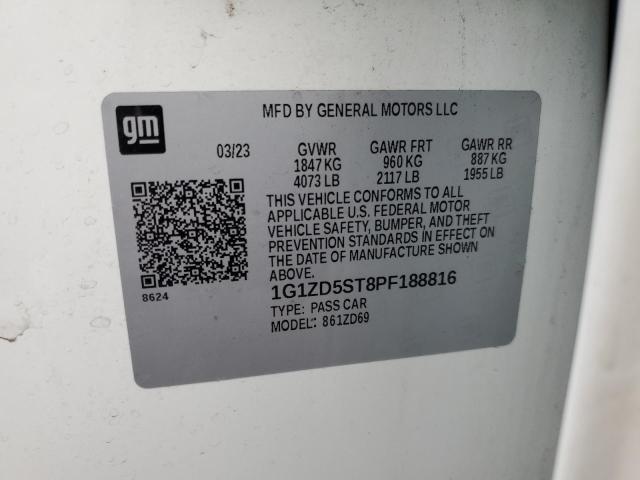 gm
MFD BY GENERAL MOTORS LLC
03/23 GVWR GAWR FRT GAWR RR
1847 KG 960 KG 887 KG
4073 LB 2117 LB 1955 LB
THIS VEHICLE CONFORMS TO ALL
APPLICABLE U.S. FEDERAL MOTOR
VEHICLE SAFETY, BUMPER, AND THEFT
PREVENTION STANDARDS IN EFFECT ON
THE DATE OF MANUFACTURE SHOWN
ABOVE.
8624
1G1ZD5ST8PF188816
TYPE: PASS CAR
MODEL: 861ZD69